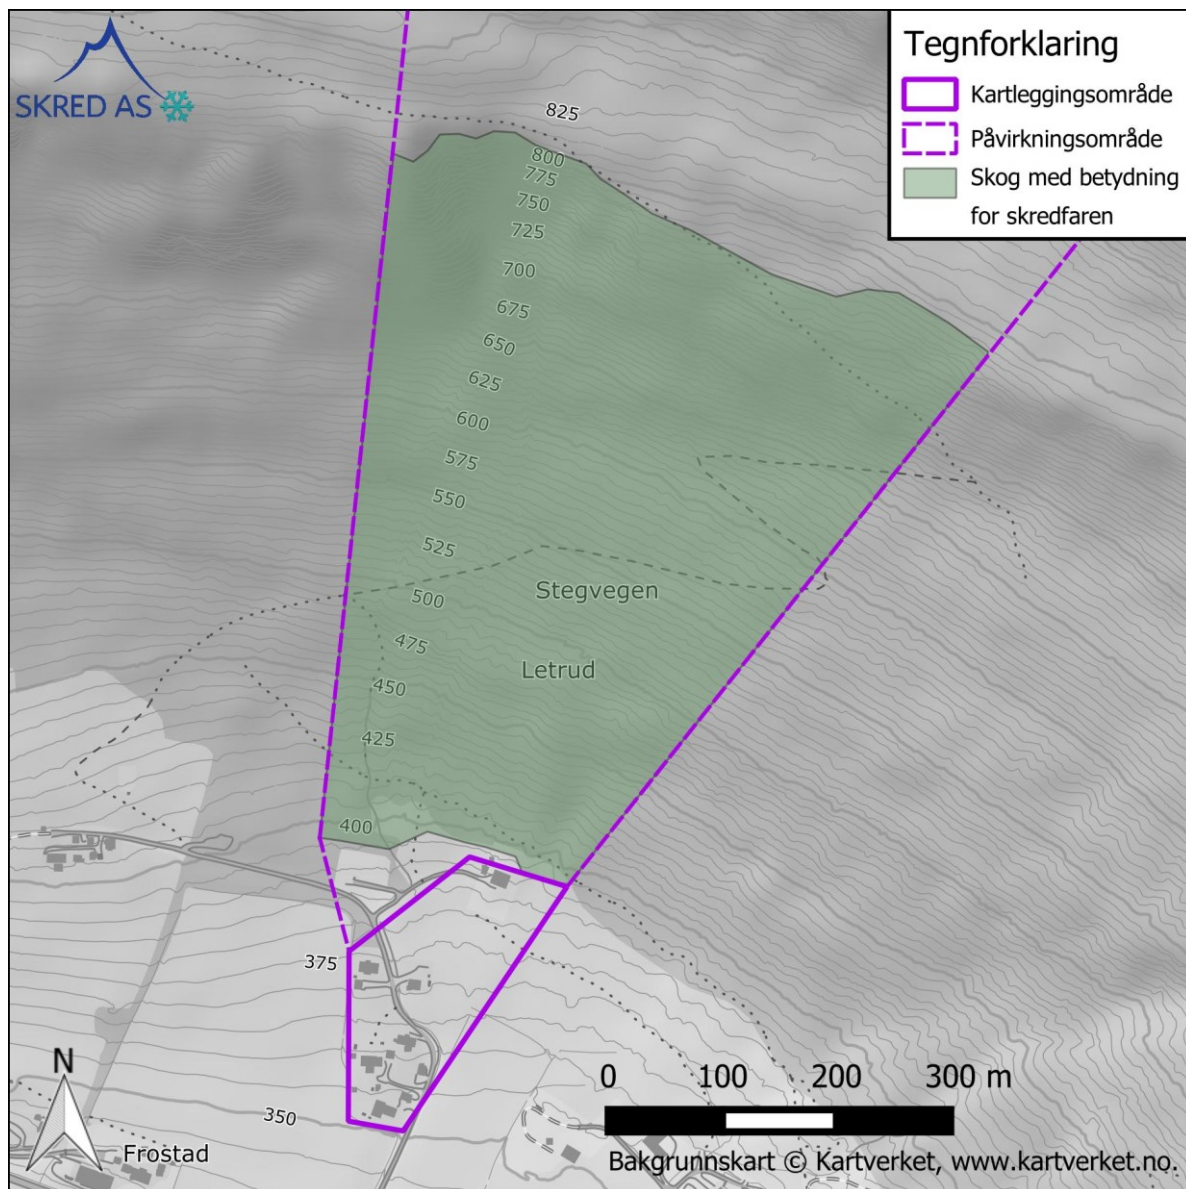 SKRED AS
Tegnforklaring
Kartleggingsområde
Påvirkningsområde
Skog med betydning
for skredfaren
825
800
775
750
725
700
675
650
625
600
575
550
525
Stegvegen
500
475
Letrud
450
425
400
375
350
N
Frostad
0 100 200 300 m
Bakgrunnskart © Kartverket, www.kartverket.no.